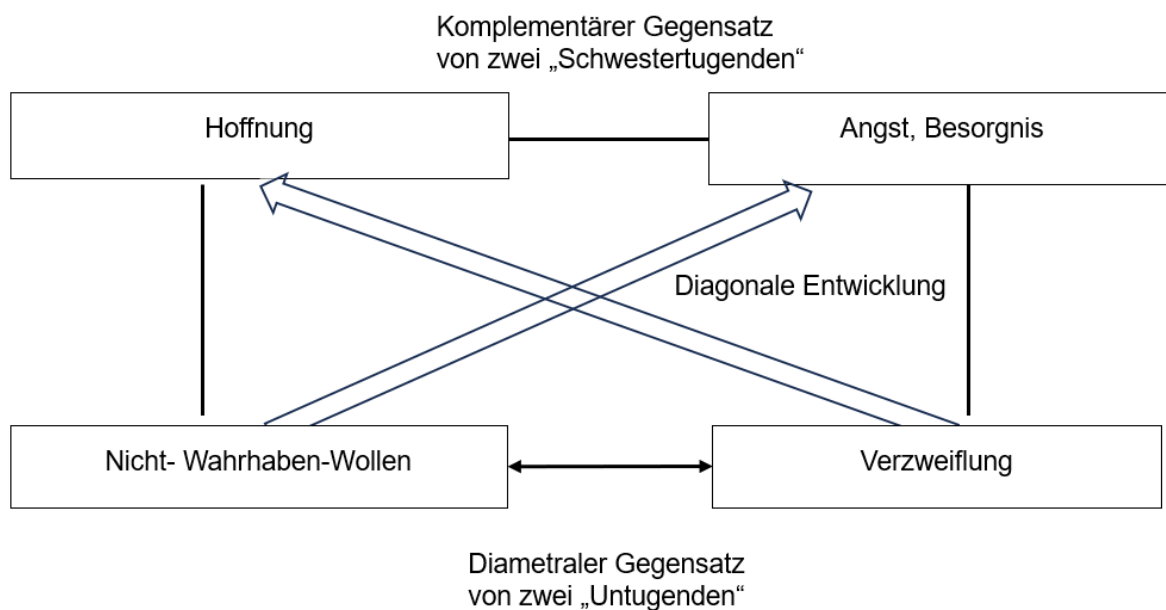 Komplementärer Gegensatz
von zwei „Schwestertugenden“
Hoffnung
Angst, Besorgnis
Diagonale Entwicklung
Nicht- Wahrhaben-Wollen
Verzweiflung
Diametraler Gegensatz
von zwei „Untugenden“